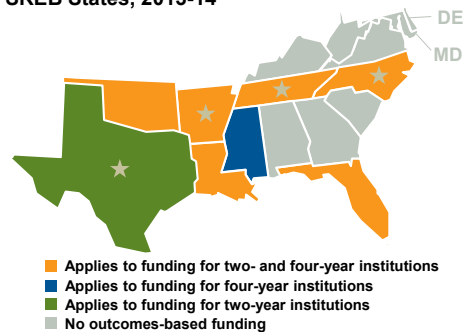 SREB States, 2013-14
DE
MD
Applies to funding for two- and four-year institutions
Applies to funding for four-year institutions
Applies to funding for two-year institutions
No outcomes-based funding